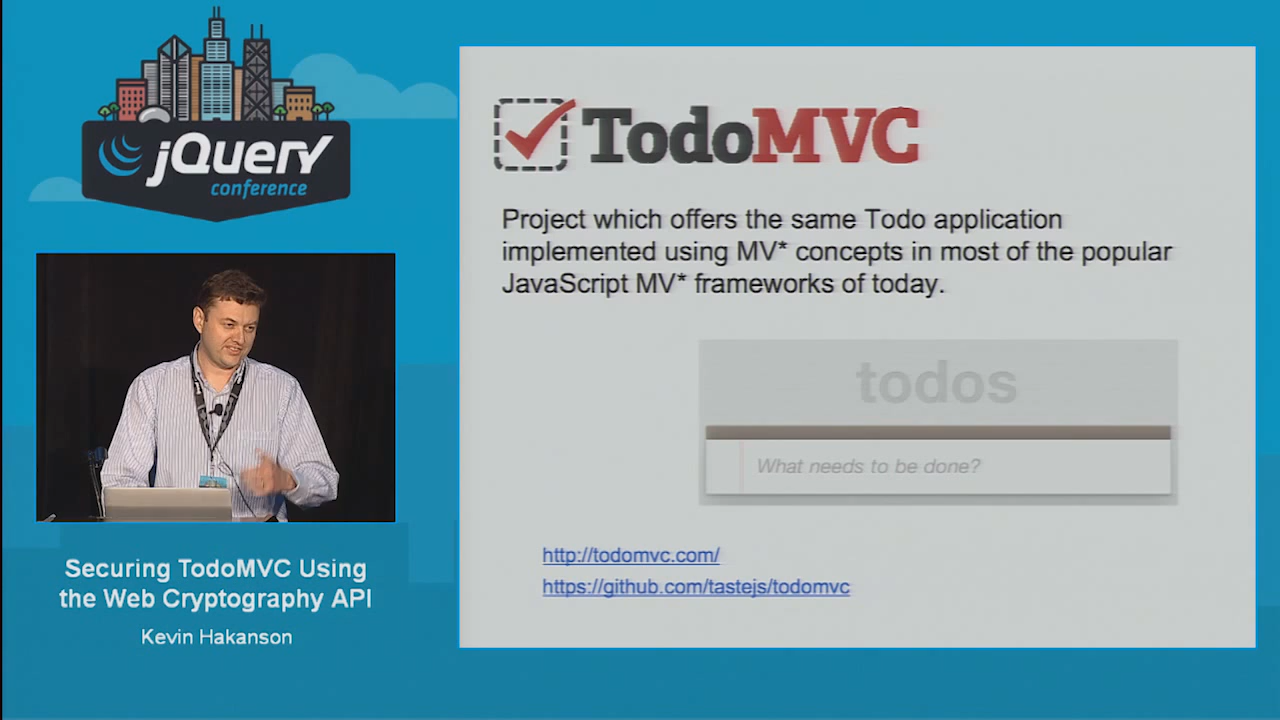 jQuery
conference
Securing TodoMVC Using
the Web Cryptography API
Kevin Hakanson
TodoMVC
Project which offers the same Todo application
implemented using MV* concepts in most of the popular
JavaScript MV* frameworks of today.
todos
What needs to be done?
http://todomvc.com/
https://github.com/tastejs/todomvc